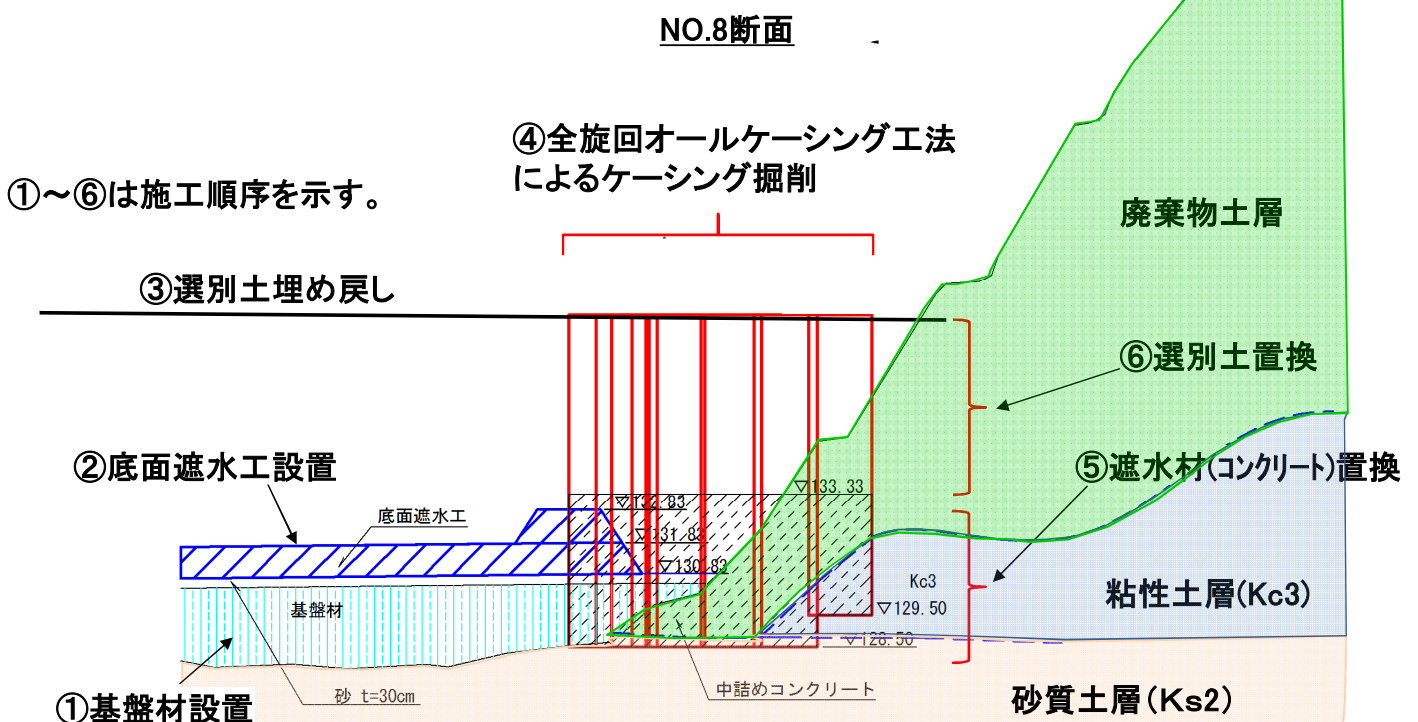 NO.8断面
④全旋回オールケーシング工法
によるケーシング掘削
①～⑥は施工順序を示す。
廃棄物土層
③選別土埋め戻し
⑥選別土置換
②底面遮水工設置
⑤遮水材(コンクリート)置換
▽133.33
▽132.83
底面遮水工
▽131.83
▽130.83
Kc3
粘性土層(Kc3)
基盤材
▽129.50
▽128.50
砂 t=30cm
中詰めコンクリート
砂質土層(Ks2)
①基盤材設置